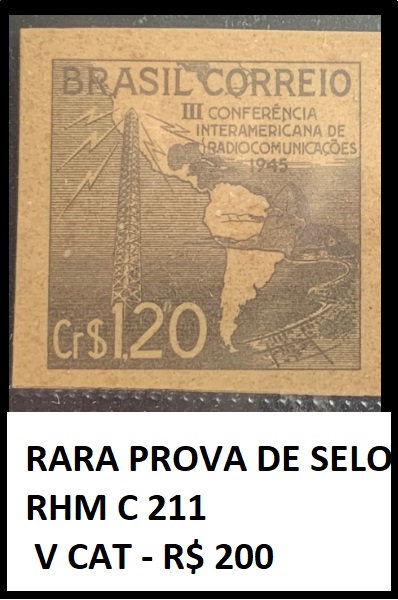 BRASIL CORREIO
III CONFERÊNCIA
INTERAMERICANA DE
RADIOCOMUNICAÇÕES
1945
Cr$1,20
RARA PROVA DE SELO
RHM C 211
V CAT - R$ 200